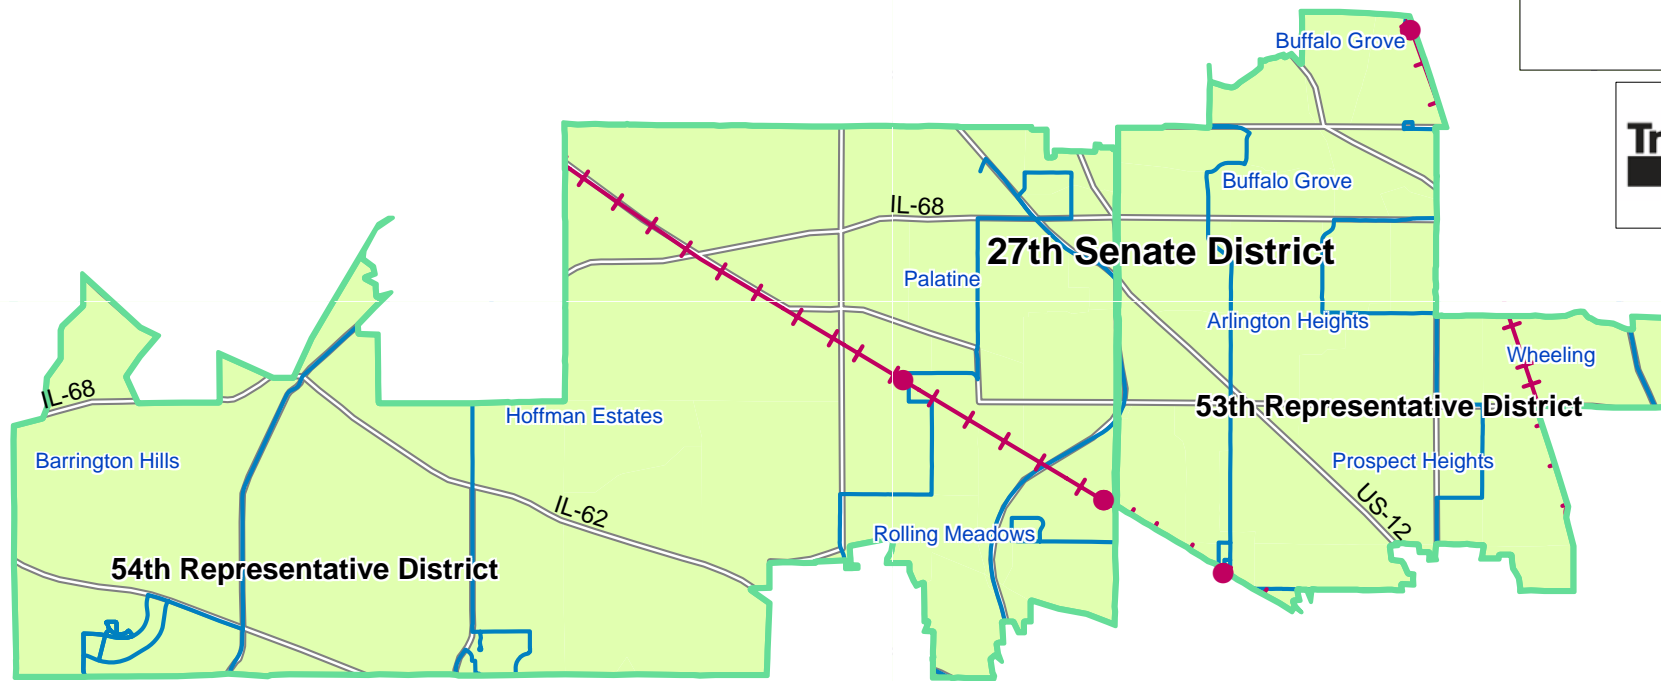 Buffalo Grove
Tr
Buffalo Grove
IL-68
27th Senate District
Palatine
Arlington Heights
Wheeling
IL-68
53th Representative District
Hoffman Estates
Barrington Hills
Prospect Heights
US-12
IL-62
Rolling Meadows
54th Representative District